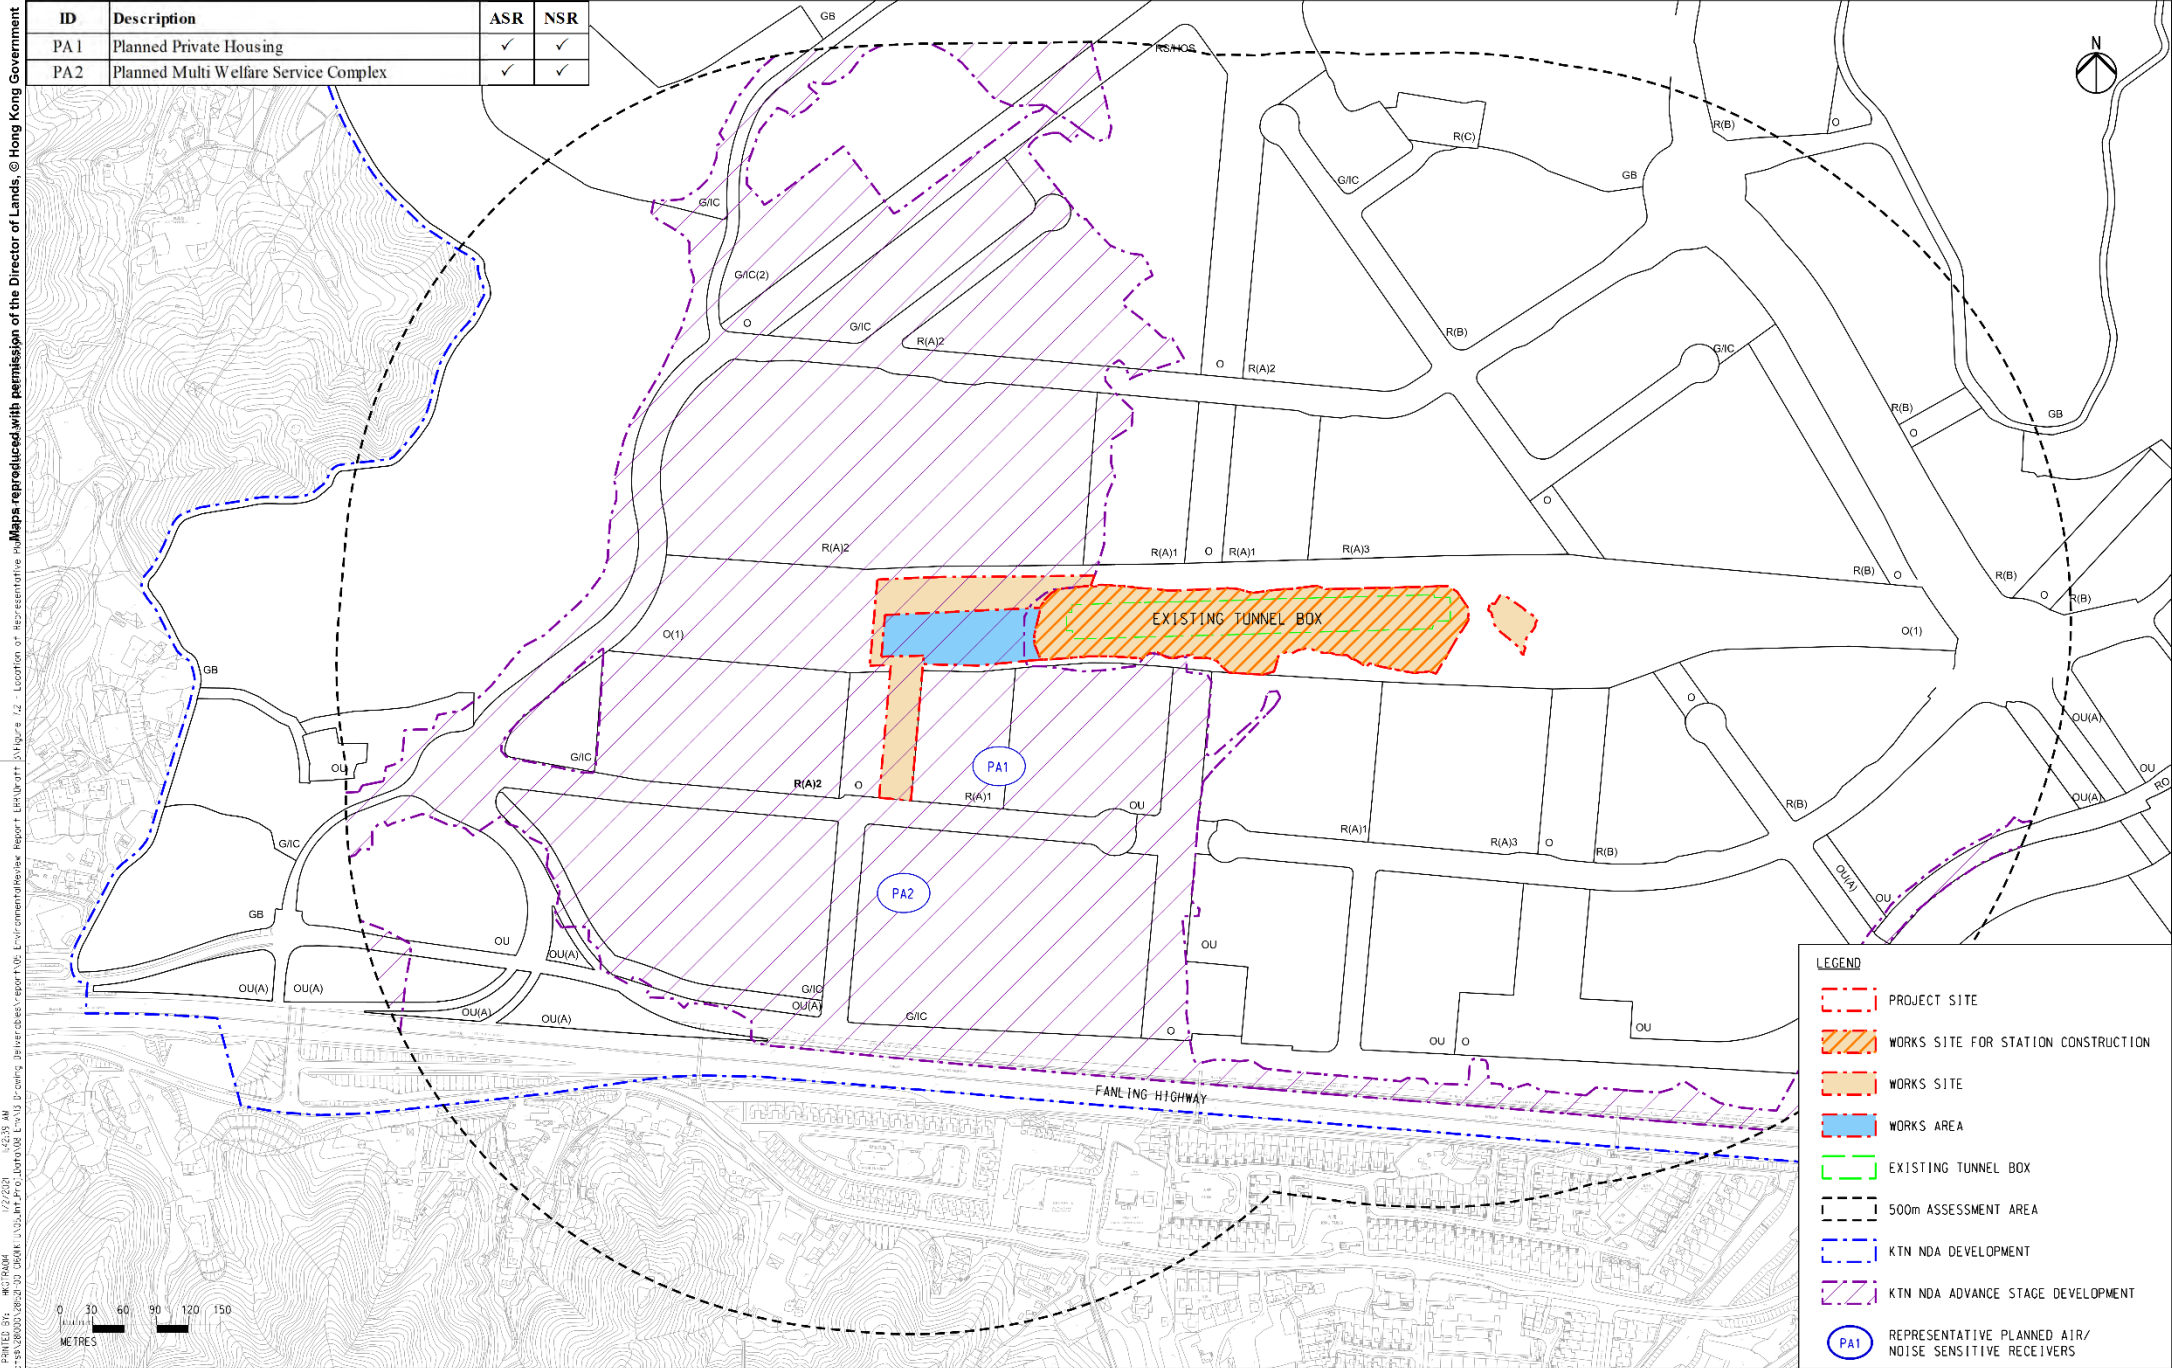 ID Description ASR NSR
PA1 Planned Private Housing ✓ ✓
PA2 Planned Multi Welfare Service Complex ✓ ✓
Maps reproduced with permission of the Director of Lands, © Hong Kong Government
N
GB
RS/HOS
R(B)
O
R(C)
G/IC
GB
G/IC
G/IC(2)
O
G/IC
R(A)2
R(B)
G/IC
O
R(A)2
R(B)
GB
O
O
R(A)2
R(A)1
O
R(A)1
R(A)3
R(B)
O
R(B)
O
R(B)
EXISTING TUNNEL BOX
O(1)
O(1)
GB
O
OU(A)
G/IC
OU
PA1
R(A)2
O
R(A)1
OU
OU
OU(A)
RO
R(B)
R(A)1
R(A)3
O
R(B)
G/IC
PA2
OU(A)
OU
GB
OU
OU(A)
OU
OU(A)
OU(A)
G/IC
OU(A)
OU(A)
OU(A)
G/IC
O
OU
O
OU
FANLING HIGHWAY
LEGEND
PROJECT SITE
WORKS SITE FOR STATION CONSTRUCTION
WORKS SITE
WORKS AREA
EXISTING TUNNEL BOX
500m ASSESSMENT AREA
KTN NDA DEVELOPMENT
KTN NDA ADVANCE STAGE DEVELOPMENT
PA1 REPRESENTATIVE PLANNED AIR/
NOISE SENSITIVE RECEIVERS
0 30 60 90 120 150
METRES